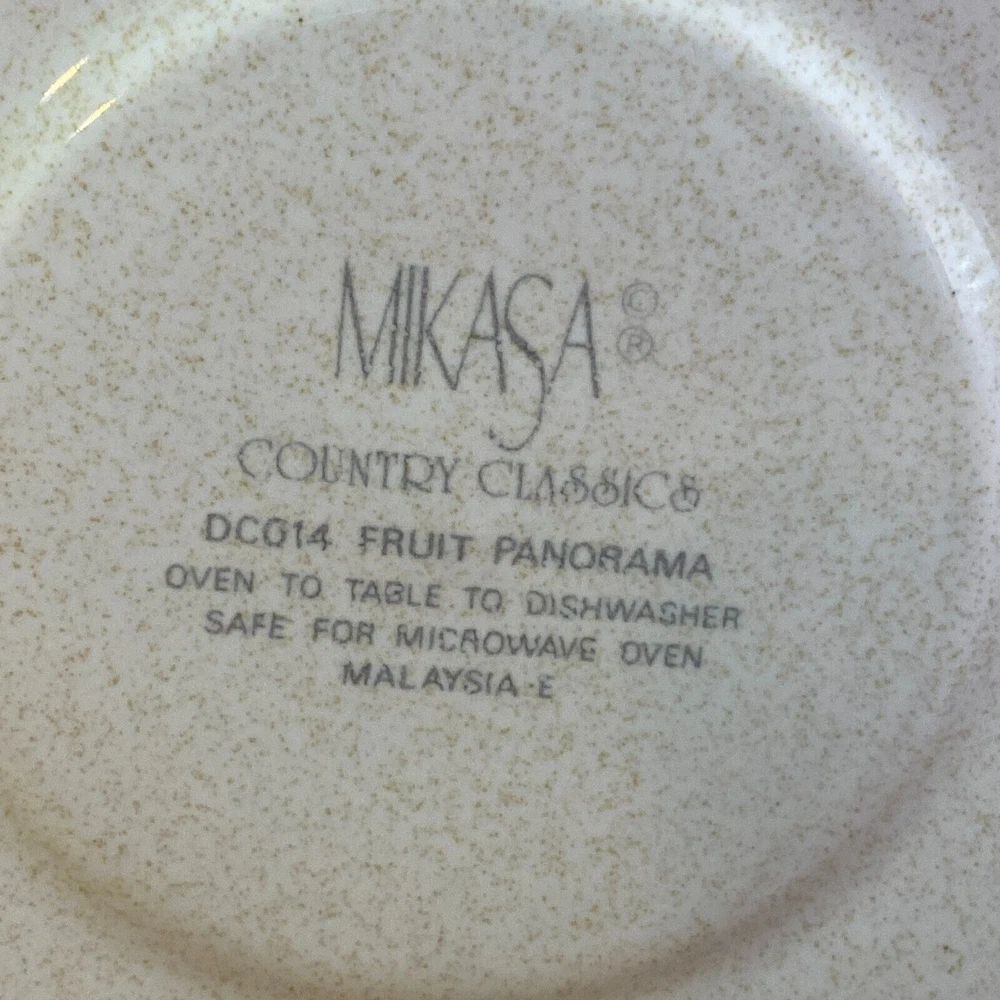 MIKASA © ®
COUNTRY CLASSICS
DC014 FRUIT PANORAMA
OVEN TO TABLE TO DISHWASHER
SAFE FOR MICROWAVE OVEN
MALAYSIA-E